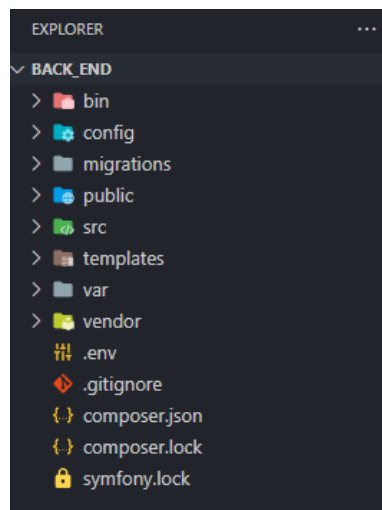 EXPLORER
BACK_END
bin
config
migrations
public
src
templates
var
vendor
.env
.gitignore
composer.json
composer.lock
symfony.lock